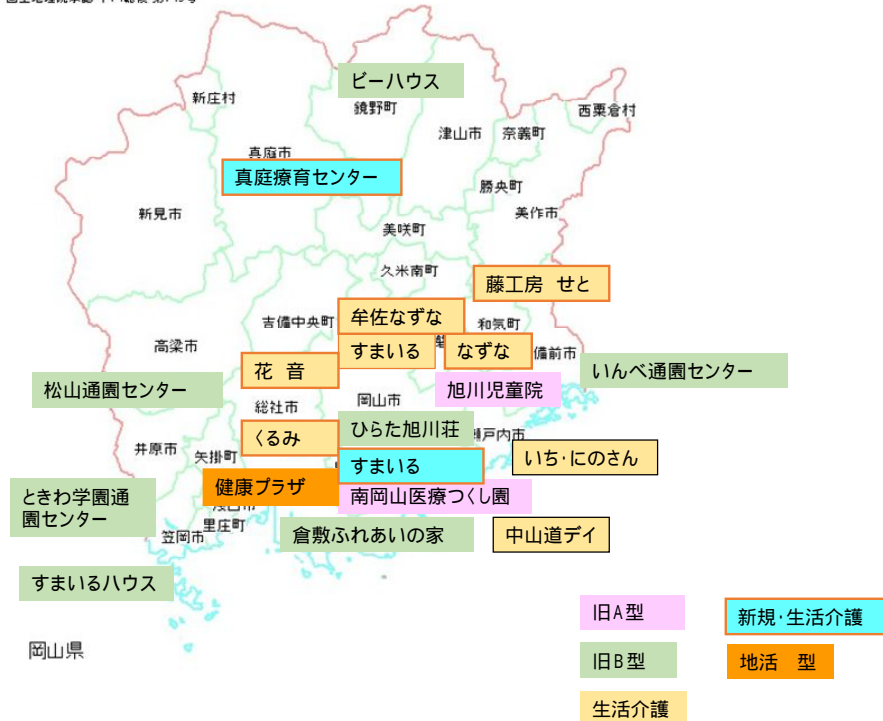 ビーハウス
新庄村
鏡野町
西粟倉村
津山市
奈義町
真庭市
真庭療育センター
勝央町
新見市
美作市
美咲町
久米南町
藤工房 せと
吉備中央町
牟佐なずな
和気町
高梁市
すまいる
なずな
備前市
花 音
いんべ通園センター
松山通園センター
旭川児童院
総社市
岡山市
ひらた旭川荘
くるみ
瀬戸内市
井原市
矢掛町
すまいる
いち・にのさん
健康プラザ
ときわ学園通
園センター
南岡山医療つくし園
里庄町
笠岡市
倉敷ふれあいの家
中山道デイ
すまいるハウス
旧A型
新規・生活介護
岡山県
旧B型
地活 型
生活介護